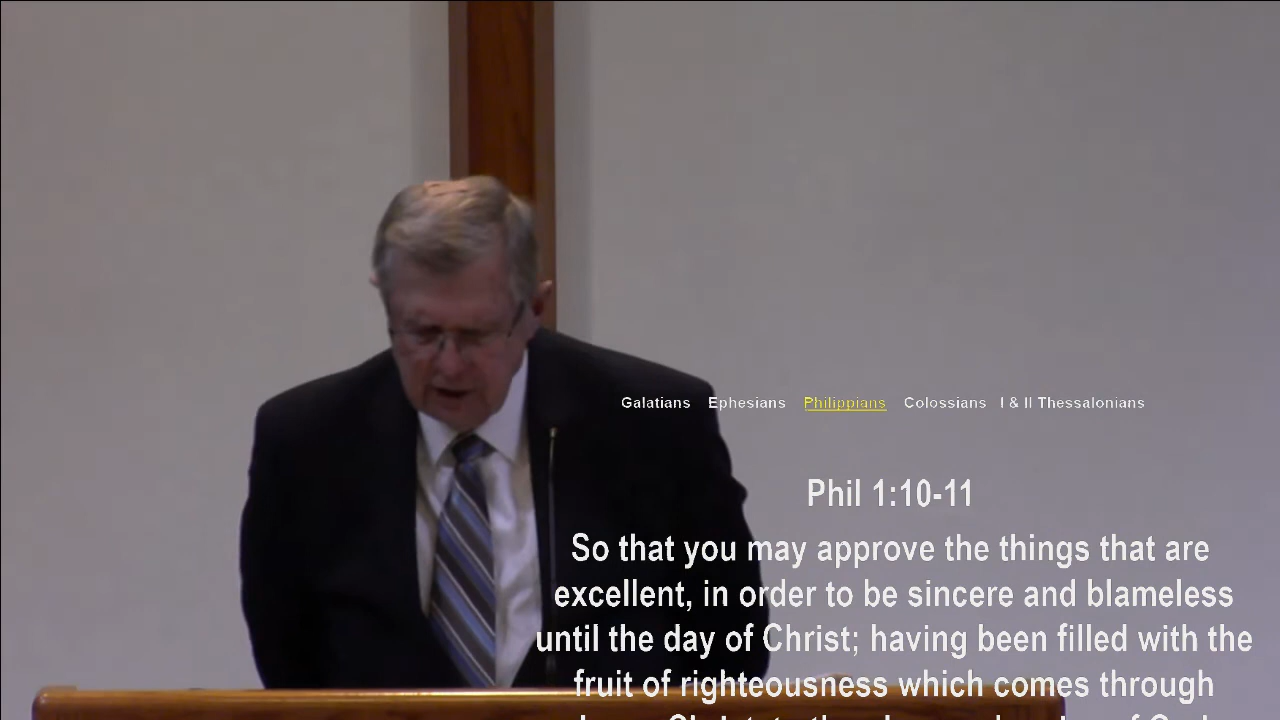 Galatians Ephesians Philippians Colossians I & II Thessalonians
Phil 1:10-11
So that you may approve the things that are
excellent, in order to be sincere and blameless
until the day of Christ; having been filled with the
fruit of righteousness which comes through